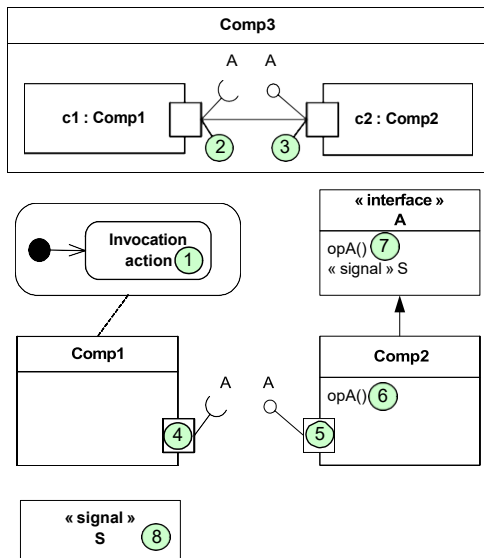 Comp3
A A
c1 : Comp1
c2 : Comp2
2 3
« interface »
A
opA() 7
« signal » S
Invocation
action 1
Comp1
Comp2
opA() 6
A A
4 5
« signal »
S 8